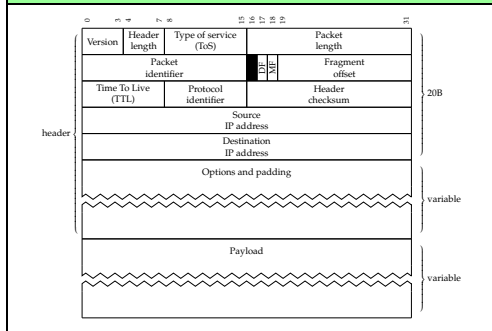 0 3 4 7 8 15 16 17 18 19 31
Version Header length Type of service (ToS) Packet length
Packet identifier DF MF Fragment offset
Time To Live (TTL) Protocol identifier Header checksum
20B
Source IP address
header
Destination IP address
Options and padding
variable
Payload
variable